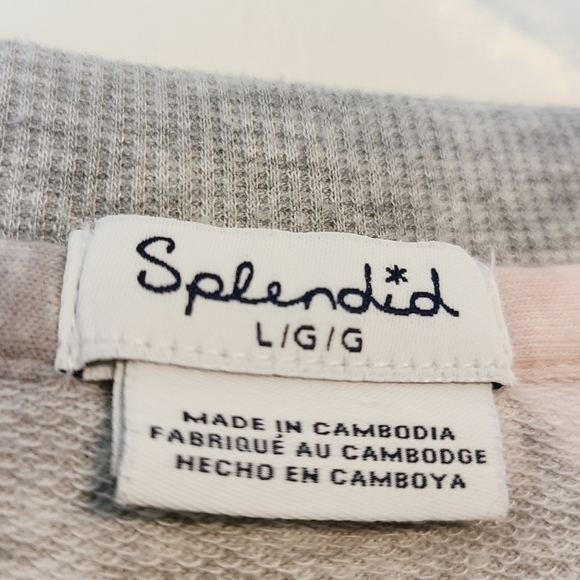 Splendid
L/G/G
MADE IN CAMBODIA
FABRIQUÉ AU CAMBODGE
HECHO EN CAMBOYA